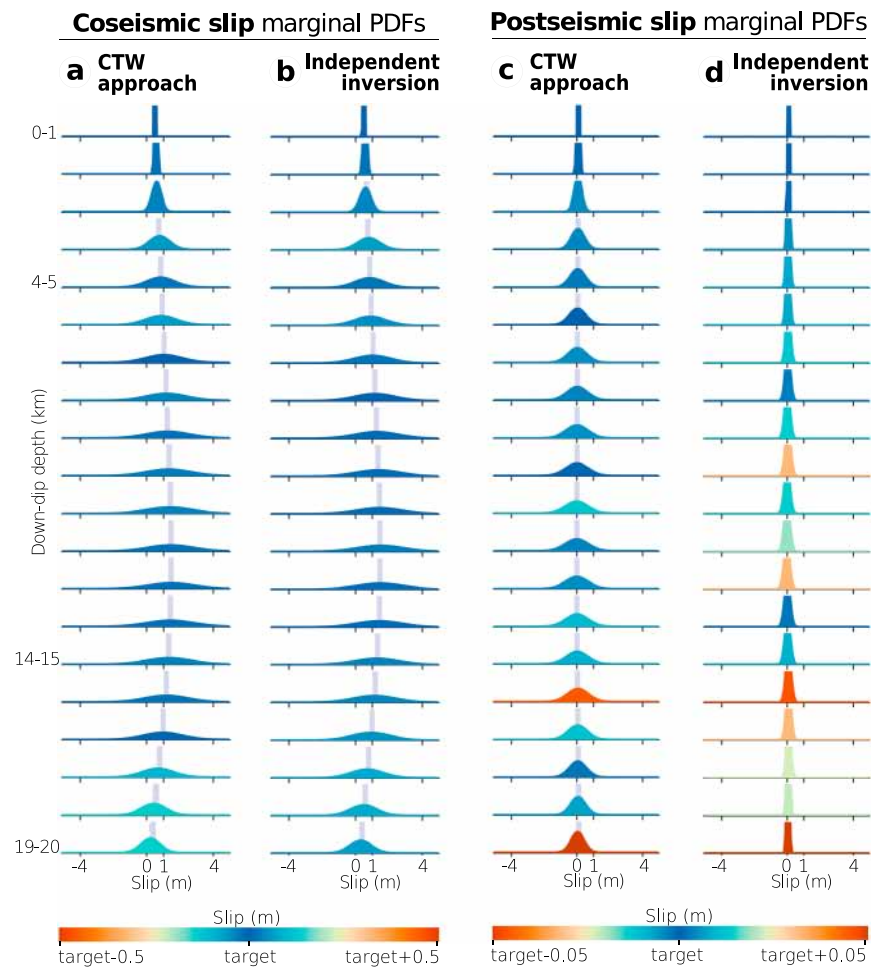 Coseismic slip marginal PDFs
Postseismic slip marginal PDFs
a CTW approach
b Independent inversion
c CTW approach
d Independent inversion
0-1
4-5
Down-dip depth (km)
14-15
19-20
-4 0 1 4
Slip (m)
-4 0 1 4
Slip (m)
-4 0 1 4
Slip (m)
-4 0 1 4
Slip (m)
Slip (m)
target-0.5 target target+0.5
Slip (m)
target-0.05 target target+0.05